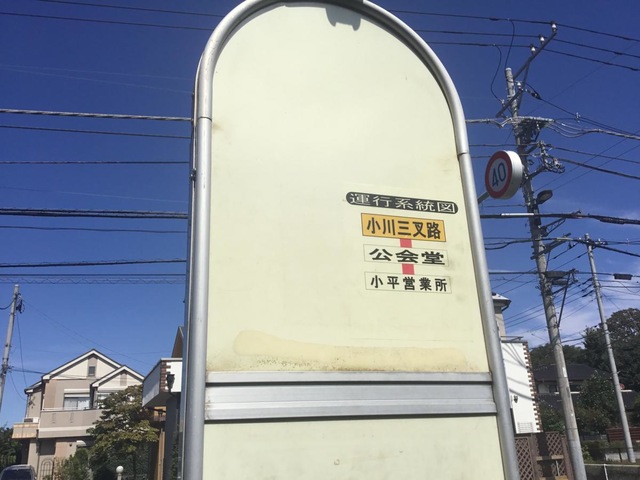 運行系統図
小川三叉路
公会堂
小平営業所
40